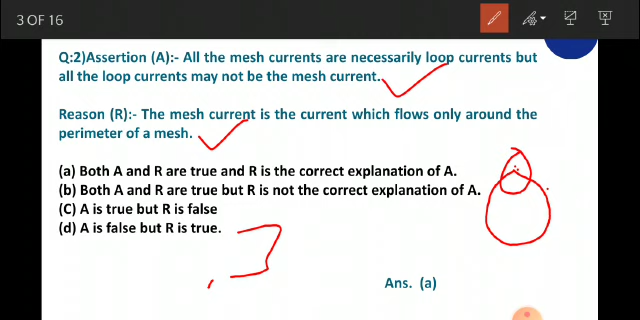 3 OF 16
Q:2)Assertion (A):- All the mesh currents are necessarily loop currents but
all the loop currents may not be the mesh current.
Reason (R):- The mesh current is the current which flows only around the
perimeter of a mesh.
(a) Both A and R are true and R is the correct explanation of A.
(b) Both A and R are true but R is not the correct explanation of A.
(C) A is true but R is false
(d) A is false but R is true.
Ans. (a)